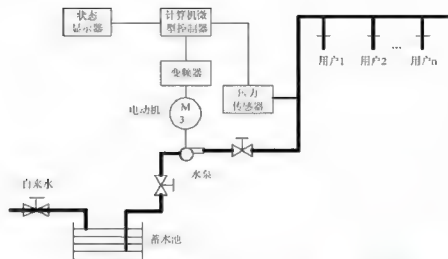 状态
显示器
计算机微
型控制器
变频器
压力
传感器
电动机
M
3
水泵
自来水
蓄水池
用户1
用户2
...
用户n